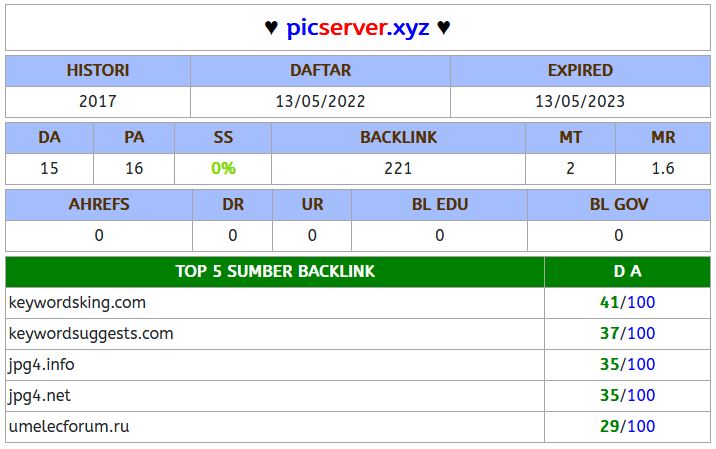 ♥ picserver.xyz ♥
HISTORI DAFTAR EXPIRED
2017 13/05/2022 13/05/2023
DA PA SS BACKLINK MT MR
15 16 0% 221 2 1.6
AHREFS DR UR BL EDU BL GOV
0 0 0 0 0
TOP 5 SUMBER BACKLINK D A
keywordsking.com 41/100
keywordsuggests.com 37/100
jpg4.info 35/100
jpg4.net 35/100
umelecforum.ru 29/100